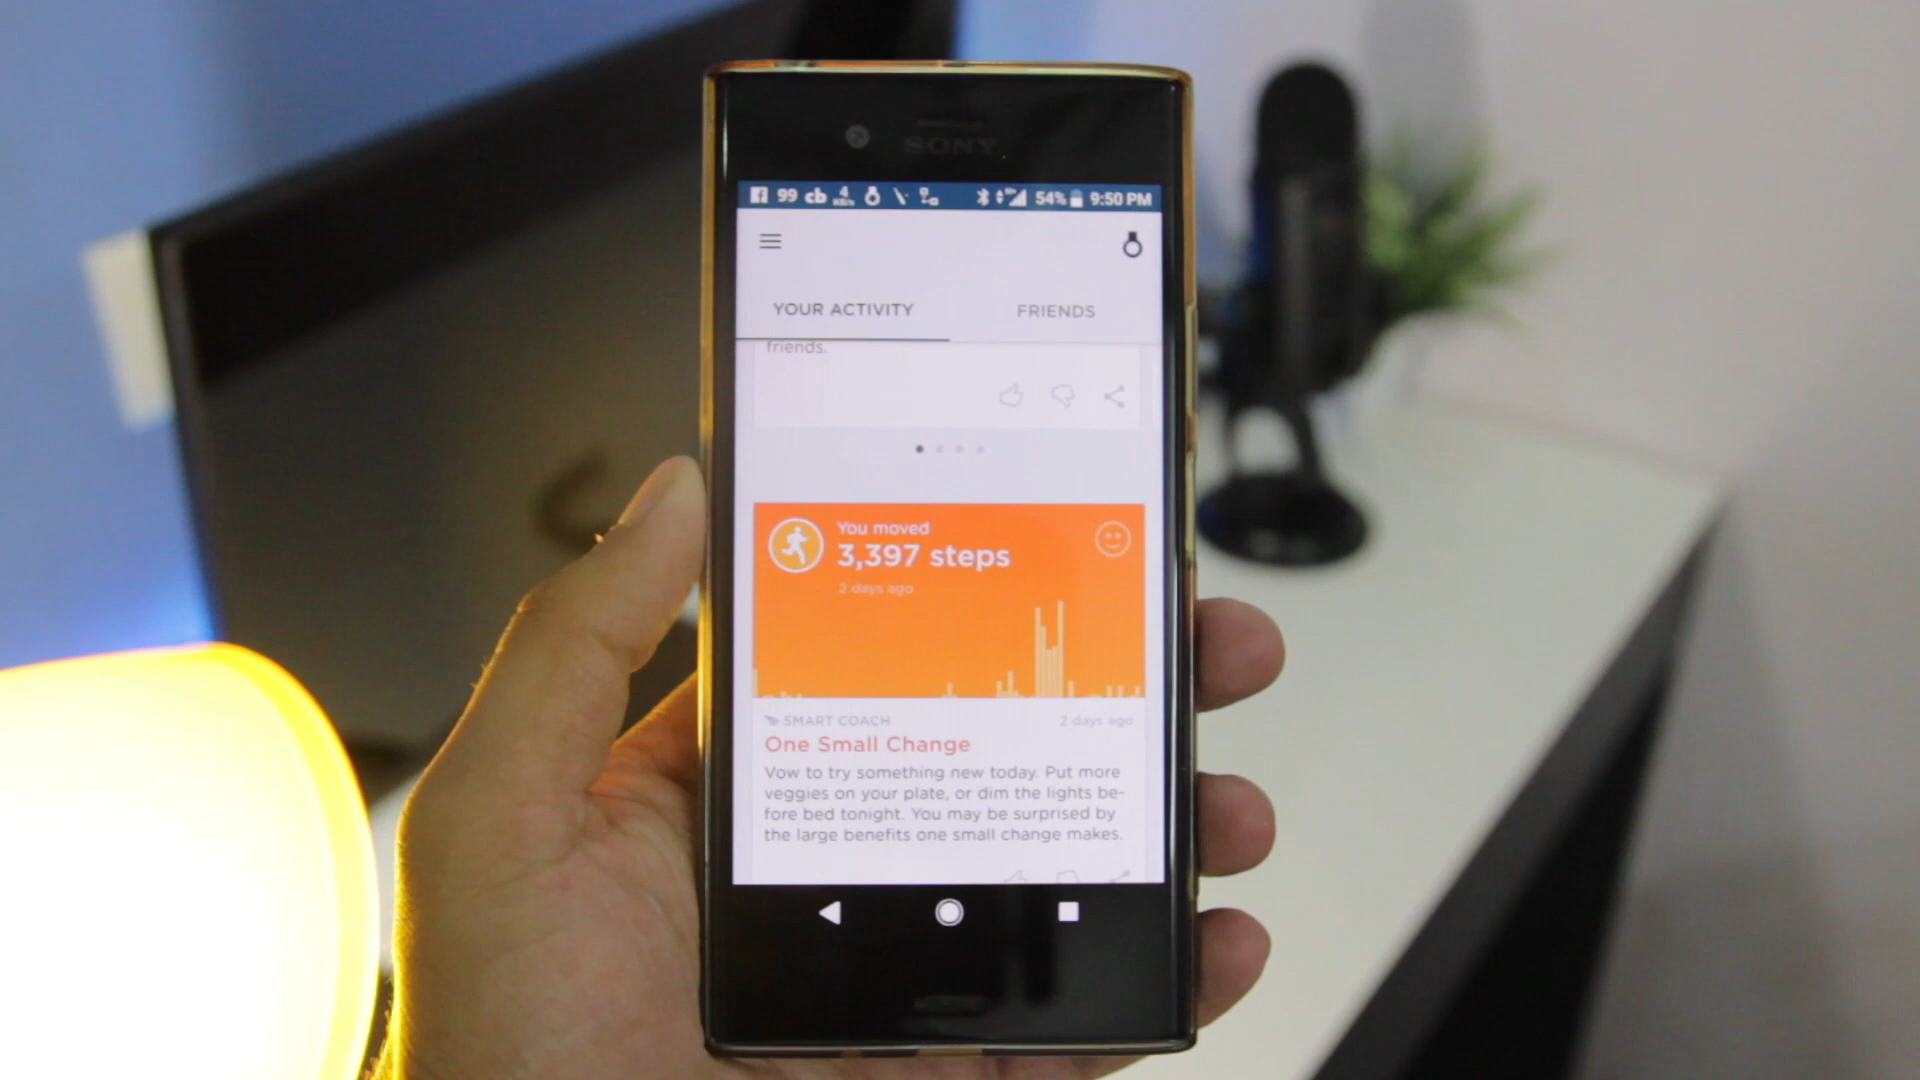 SONY
99 cb 4 KB/s 54% 9:50 PM
YOUR ACTIVITY FRIENDS
friends.
You moved
3,397 steps
2 days ago
SMART COACH 2 days ago
One Small Change
Vow to try something new today. Put more
veggies on your plate, or dim the lights be-
fore bed tonight. You may be surprised by
the large benefits one small change makes.